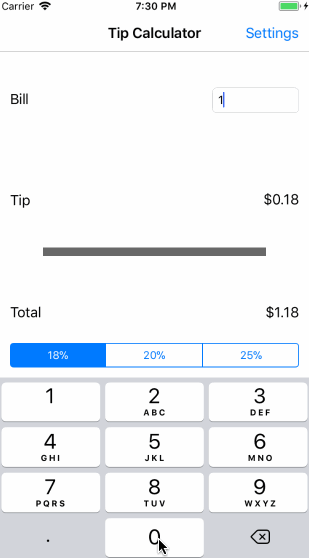 Carrier 7:30 PM
Tip Calculator Settings
Bill 1
Tip $0.18
Total $1.18
18% 20% 25%
1 2 3
ABC DEF
4 5 6
GHI JKL MNO
7 8 9
PQRS TUV WXYZ
. 0